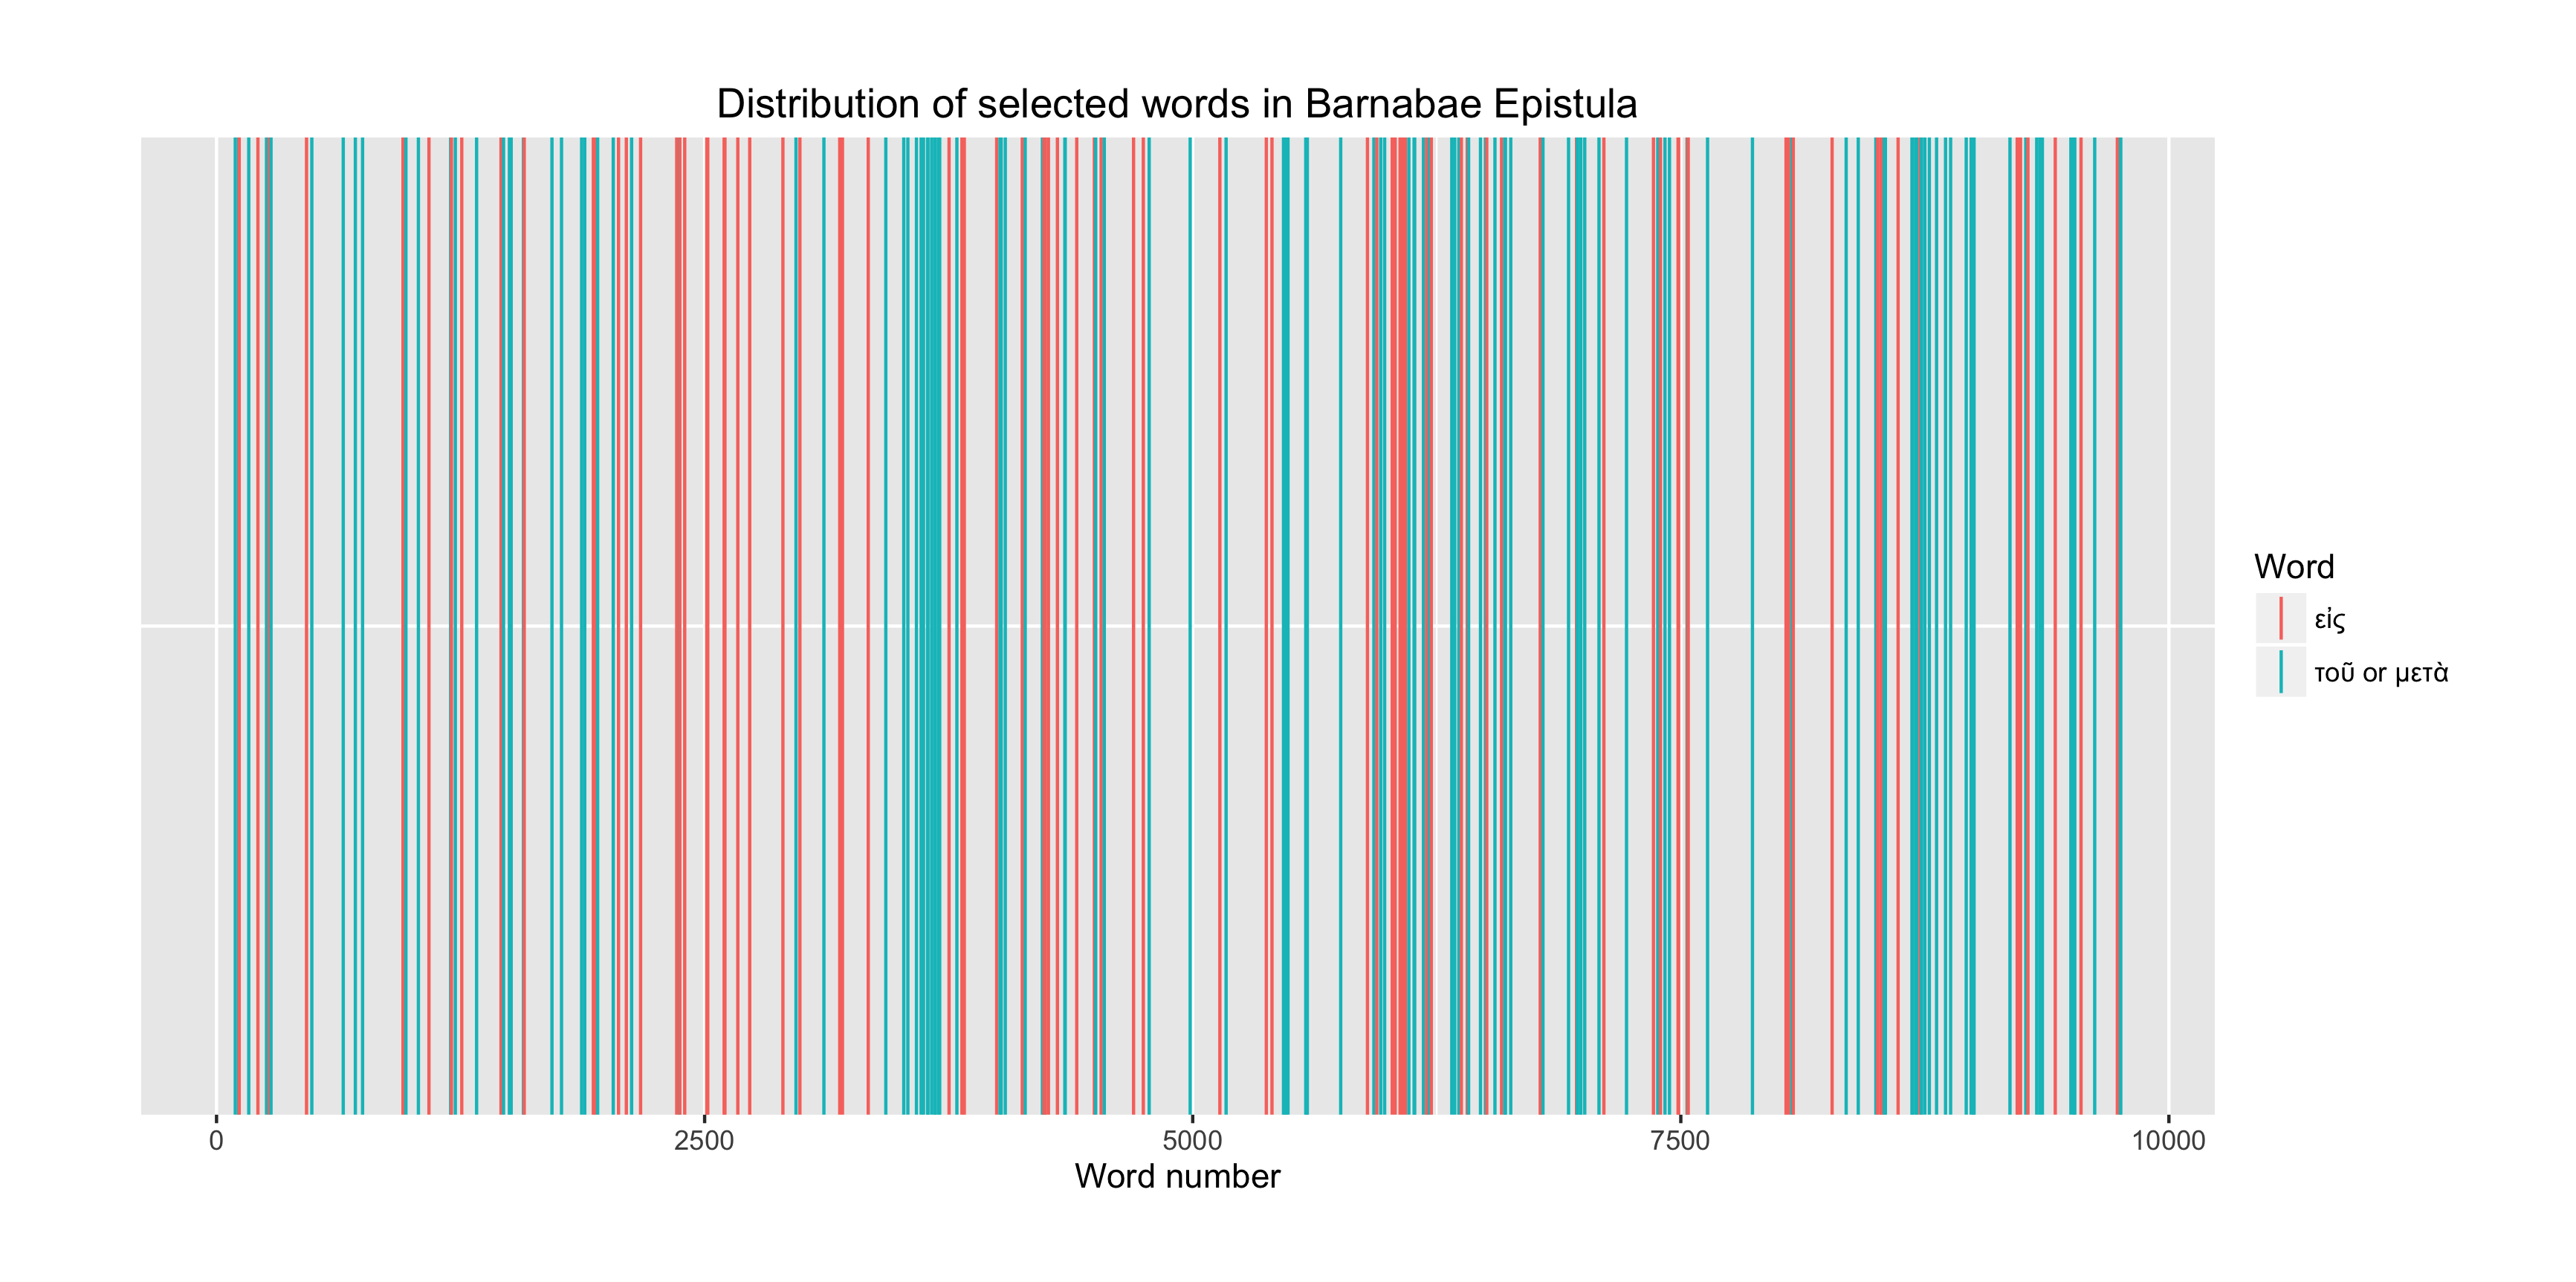 Distribution of selected words in Barnabae Epistula
Word
εἰς
τοῦ or μετὰ
0 2500 5000 7500 10000
Word number